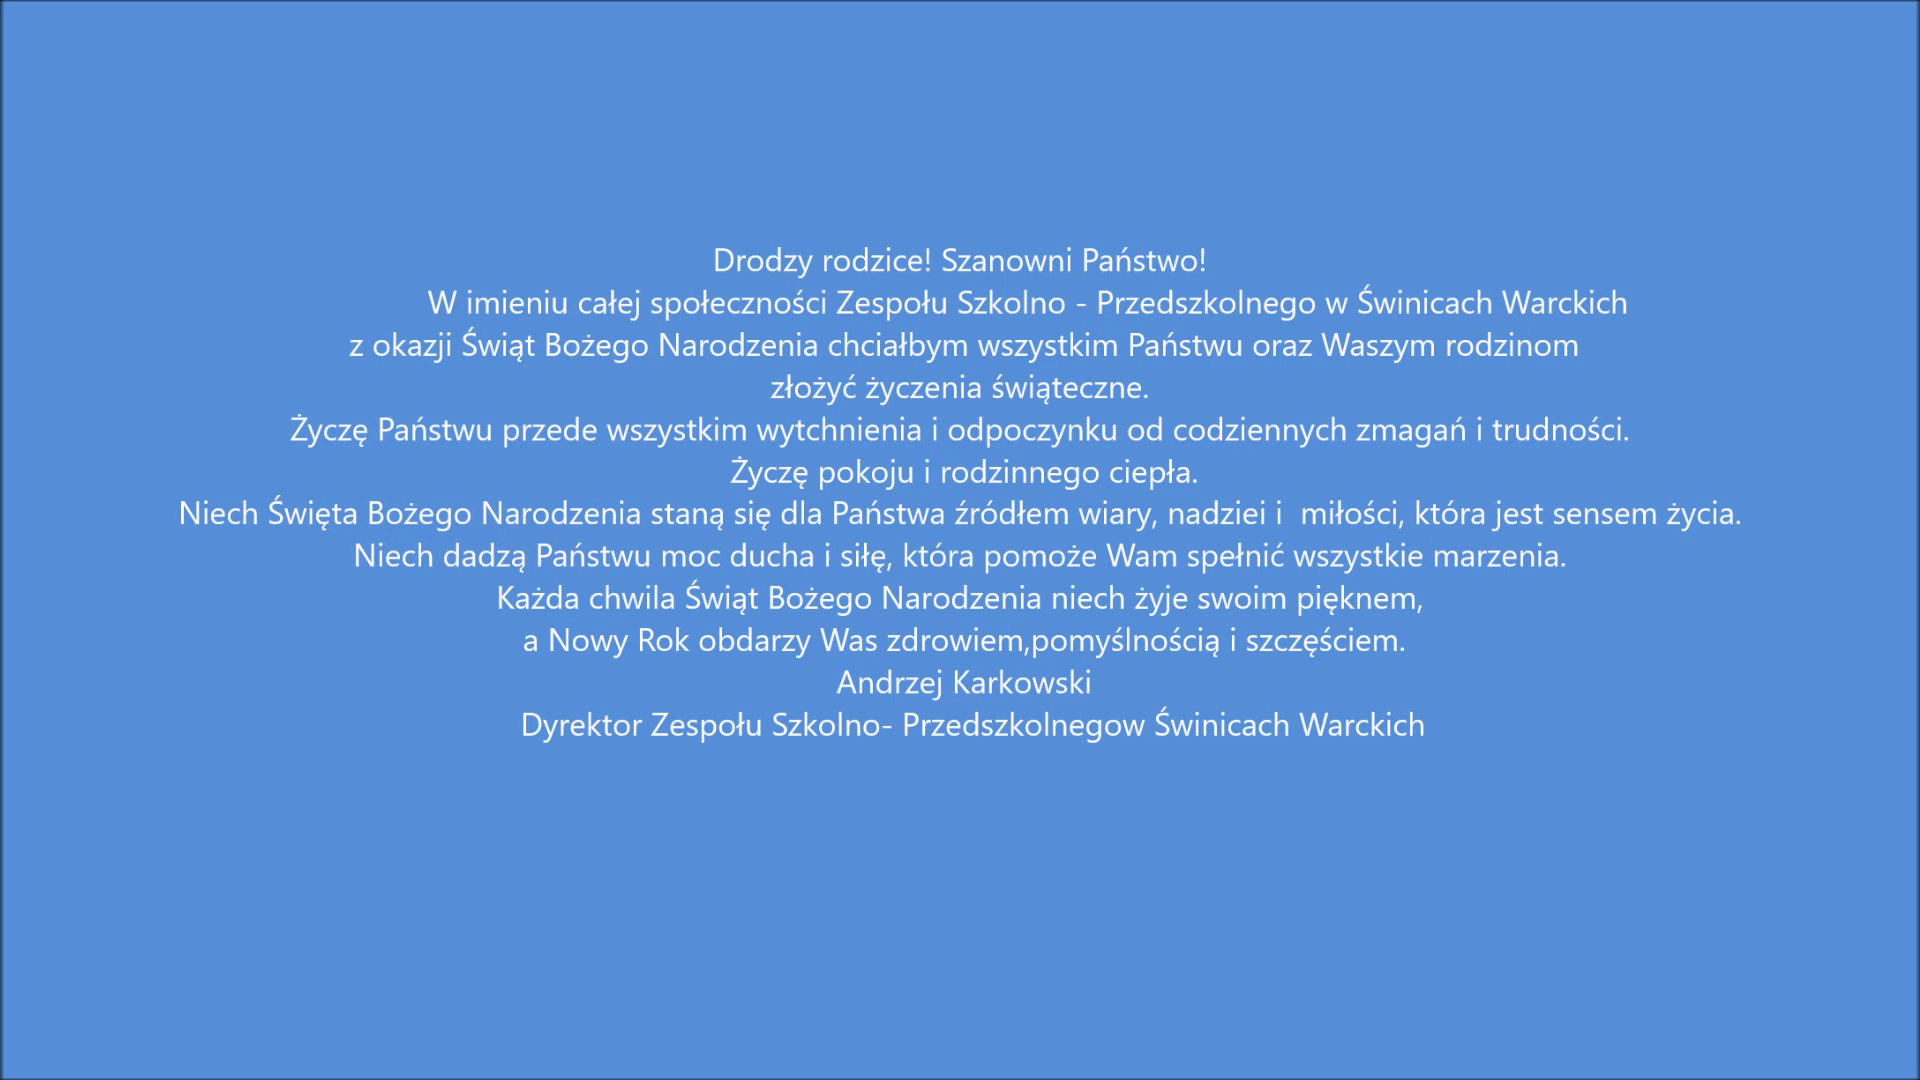 Drodzy rodzice! Szanowni Państwo!
W imieniu całej społeczności Zespołu Szkolno - Przedszkolnego w Świnicach Warckich
z okazji Świąt Bożego Narodzenia chciałbym wszystkim Państwu oraz Waszym rodzinom
złożyć życzenia świąteczne.
Życzę Państwu przede wszystkim wytchnienia i odpoczynku od codziennych zmagań i trudności.
Życzę pokoju i rodzinnego ciepła.
Niech Święta Bożego Narodzenia staną się dla Państwa źródłem wiary, nadziei i  miłości, która jest sensem życia.
Niech dadzą Państwu moc ducha i siłę, która pomoże Wam spełnić wszystkie marzenia.
Każda chwila Świąt Bożego Narodzenia niech żyje swoim pięknem,
a Nowy Rok obdarzy Was zdrowiem,pomyślnością i szczęściem.
Andrzej Karkowski
Dyrektor Zespołu Szkolno- Przedszkolnegow Świnicach Warckich